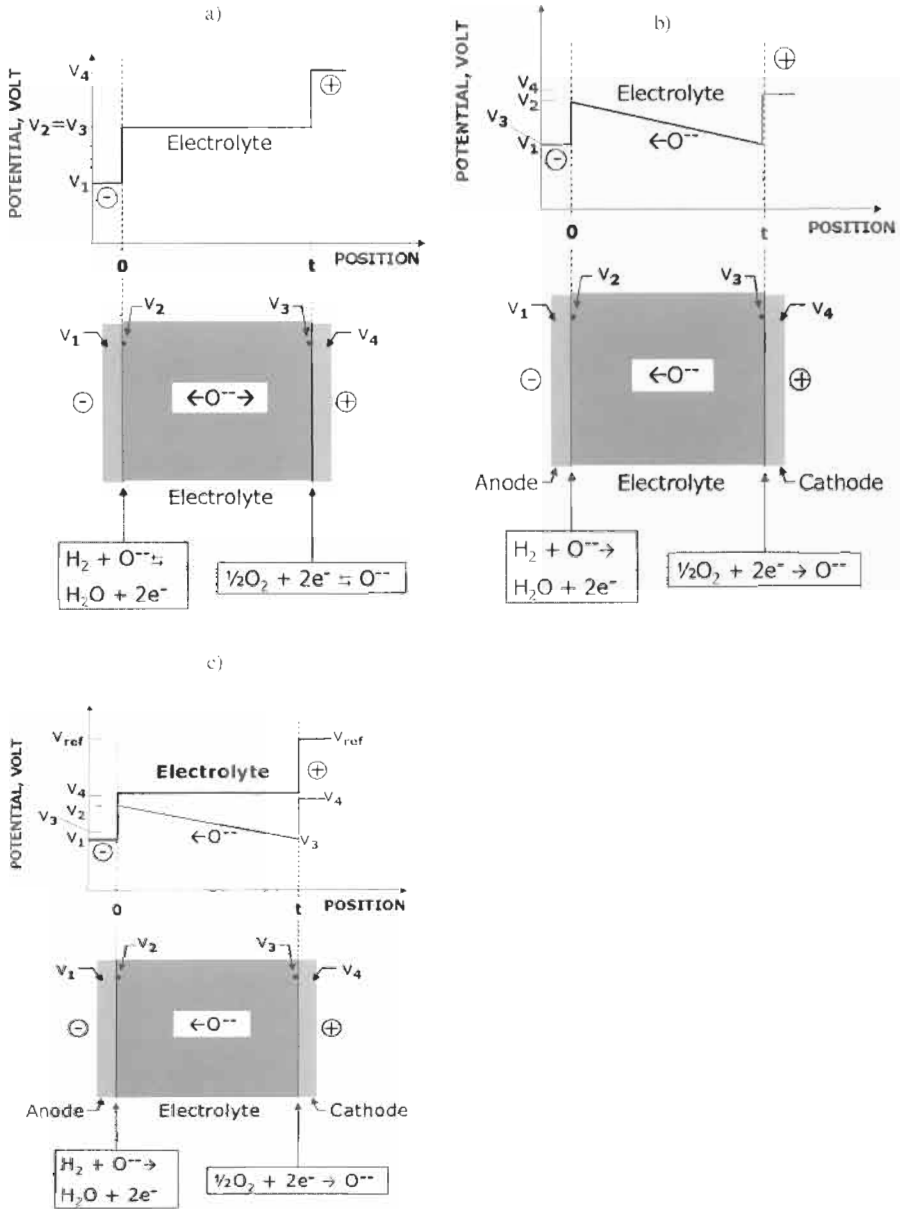 a)
POTENTIAL, VOLT
V4
V2=V3
V1
⊕
Electrolyte
⊖
0
t
POSITION
V1
V2
V3
V4
⊖
←O--→
⊕
Electrolyte
H2 + O--⇆
H2O + 2e-
½O2 + 2e- ⇆ O--
b)
POTENTIAL, VOLT
⊕
V4
V2
V3
V1
Electrolyte
←O--
⊖
0
t
POSITION
V1
V2
V3
V4
⊖
←O--
⊕
Anode
Electrolyte
Cathode
H2 + O--→
H2O + 2e-
½O2 + 2e- → O--
c)
POTENTIAL, VOLT
Vref
Vref
Electrolyte
⊕
V4
V4
V2
V3
V1
←O--
V3
⊖
0
t
POSITION
V1
V2
V3
V4
⊖
←O--
⊕
Anode
Electrolyte
Cathode
H2 + O--→
H2O + 2e-
½O2 + 2e- → O--